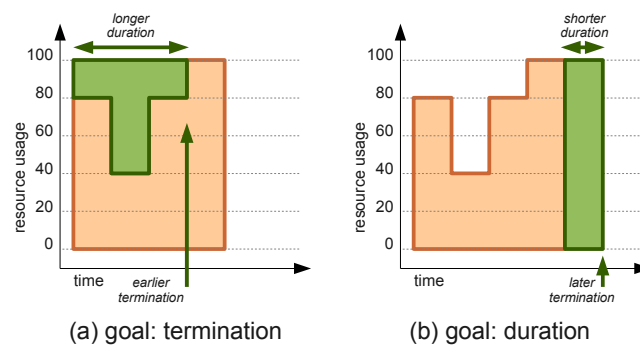 longer
duration
100
80
60
40
20
0
resource usage
time
earlier
termination
(a) goal: termination
shorter
duration
100
80
60
40
20
0
resource usage
time
later
termination
(b) goal: duration